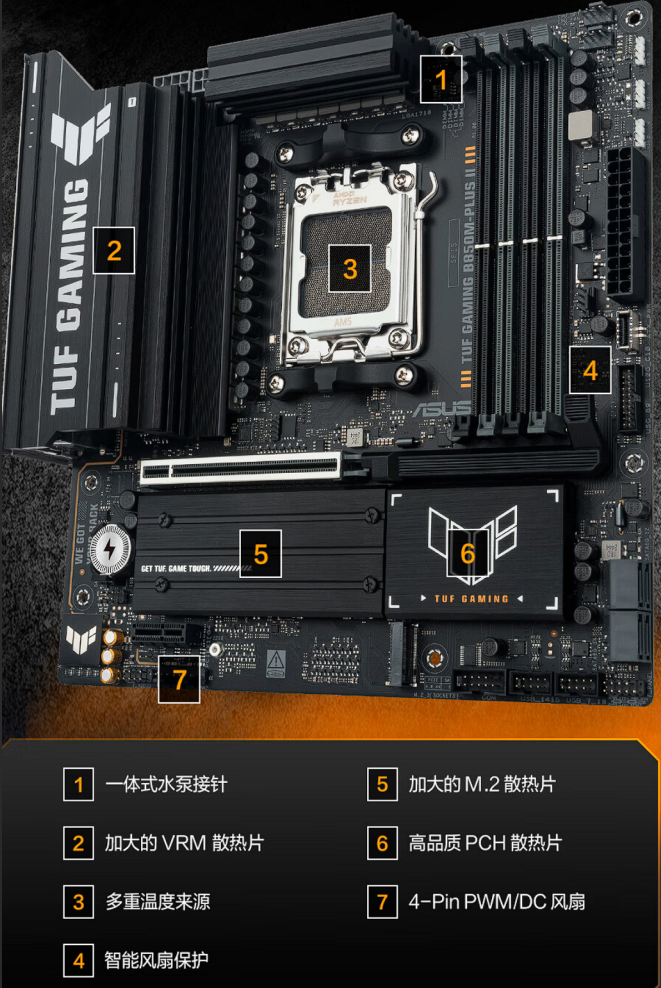 1
LGA1718
TUF GAMING
2
AMD
RYZEN
3
AM5
TUF GAMING B850M-PLUS II
4
ASUS
WE GOT
GET TUF. GAME TOUGH.
5
6
TUF GAMING
7
1 一体式水泵接针
2 加大的 VRM 散热片
3 多重温度来源
4 智能风扇保护
5 加大的 M.2 散热片
6 高品质 PCH 散热片
7 4-Pin PWM/DC 风扇